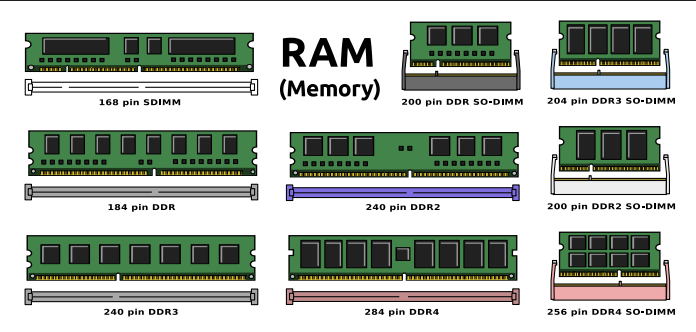 RAM
(Memory)
168 pin SDIMM
200 pin DDR SO-DIMM
204 pin DDR3 SO-DIMM
184 pin DDR
240 pin DDR2
200 pin DDR2 SO-DIMM
240 pin DDR3
284 pin DDR4
256 pin DDR4 SO-DIMM